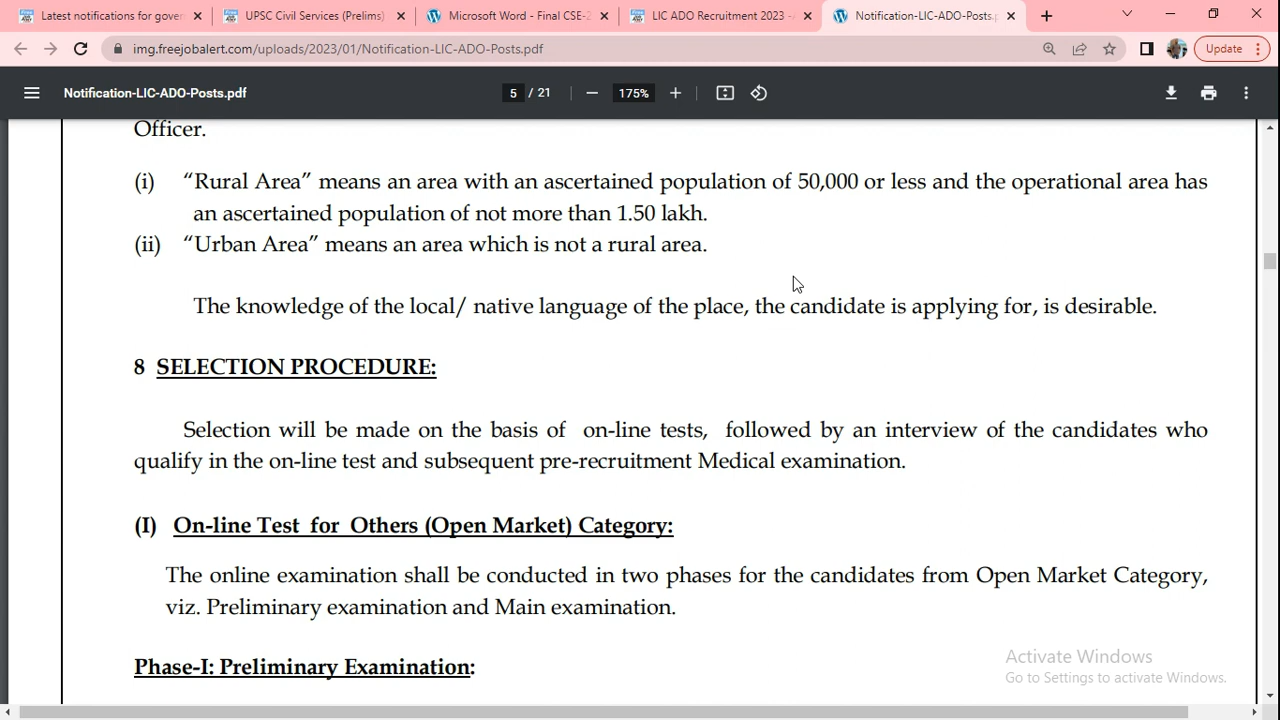 Latest notifications for gover
UPSC Civil Services (Prelims)
Microsoft Word - Final CSE-2
LIC ADO Recruitment 2023 -
Notification-LIC-ADO-Posts.p
img.freejobalert.com/uploads/2023/01/Notification-LIC-ADO-Posts.pdf
Update
Notification-LIC-ADO-Posts.pdf
5 / 21
175%
Officer.
(i) “Rural Area” means an area with an ascertained population of 50,000 or less and the operational area has
an ascertained population of not more than 1.50 lakh.
(ii) “Urban Area” means an area which is not a rural area.
The knowledge of the local/ native language of the place, the candidate is applying for, is desirable.
8 SELECTION PROCEDURE:
Selection will be made on the basis of on-line tests, followed by an interview of the candidates who
qualify in the on-line test and subsequent pre-recruitment Medical examination.
(I) On-line Test for Others (Open Market) Category:
The online examination shall be conducted in two phases for the candidates from Open Market Category,
viz. Preliminary examination and Main examination.
Phase-I: Preliminary Examination:
Activate Windows
Go to Settings to activate Windows.